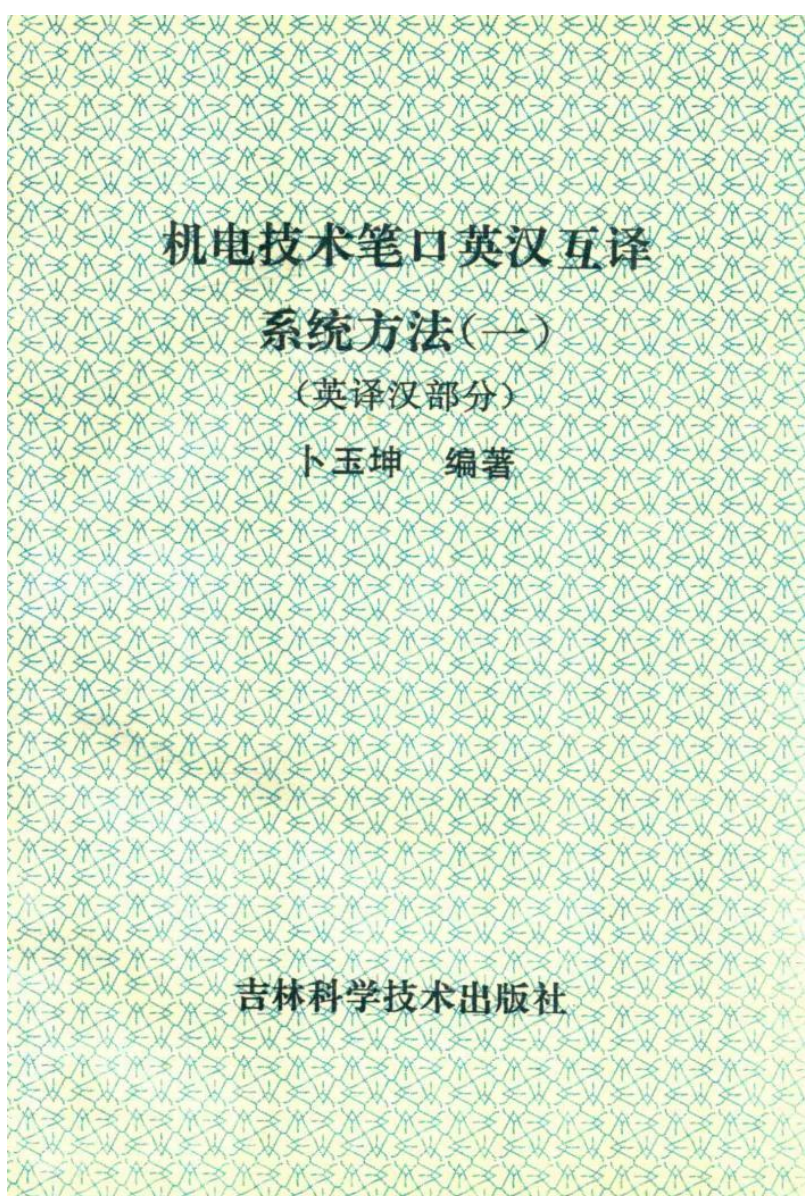 机电技术笔口英汉互译
系统方法(一)
(英译汉部分)
卜玉坤 编著
吉林科学技术出版社